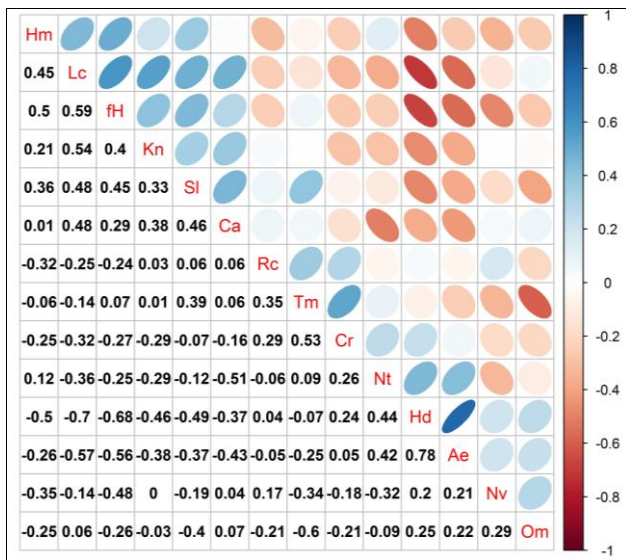 Hm
0.45 Lc
0.5 0.59 fH
0.21 0.54 0.4 Kn
0.36 0.48 0.45 0.33 Sl
0.01 0.48 0.29 0.38 0.46 Ca
-0.32 -0.25 -0.24 0.03 0.06 0.06 Rc
-0.06 -0.14 0.07 0.01 0.39 0.06 0.35 Tm
-0.25 -0.32 -0.27 -0.29 -0.07 -0.16 0.29 0.53 Cr
0.12 -0.36 -0.25 -0.29 -0.12 -0.51 -0.06 0.09 0.26 Nt
-0.5 -0.7 -0.68 -0.46 -0.49 -0.37 0.04 -0.07 0.24 0.44 Hd
-0.26 -0.57 -0.56 -0.38 -0.37 -0.43 -0.05 -0.25 0.05 0.42 0.78 Ae
-0.35 -0.14 -0.48 0 -0.19 0.04 0.17 -0.34 -0.18 -0.32 0.2 0.21 Nv
-0.25 0.06 -0.26 -0.03 -0.4 0.07 -0.21 -0.6 -0.21 -0.09 0.25 0.22 0.29 Om
1
0.8
0.6
0.4
0.2
0
-0.2
-0.4
-0.6
-0.8
-1